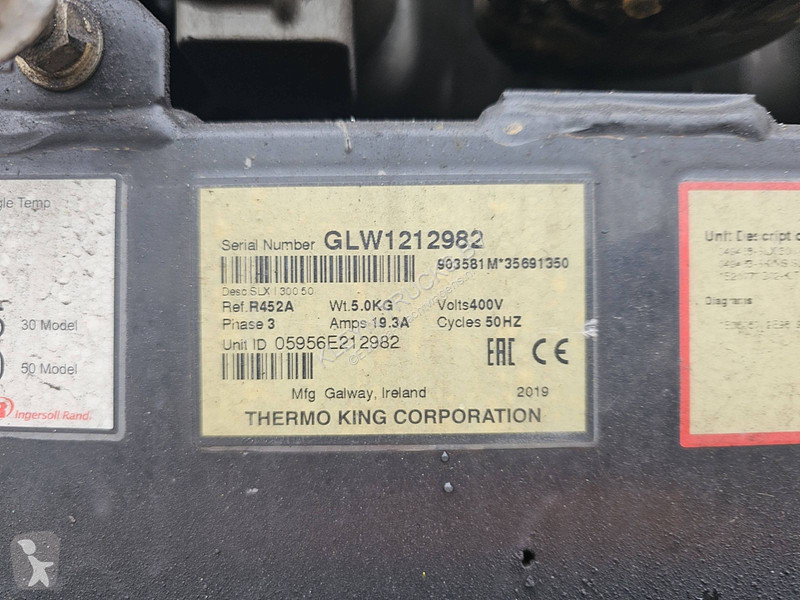 gle Temp
30 Model
50 Model
Ingersoll Rand
Serial Number GLW1212982
903581M*35691350
Desc.SLX I 300 50
Ref.R452A Wt.5.0KG Volts400V
Phase 3 Amps 19.3A Cycles 50HZ
Unit ID 05956E212982
EAC CE
Mfg Galway, Ireland 2019
THERMO KING CORPORATION
Unit Descript
Diagrams